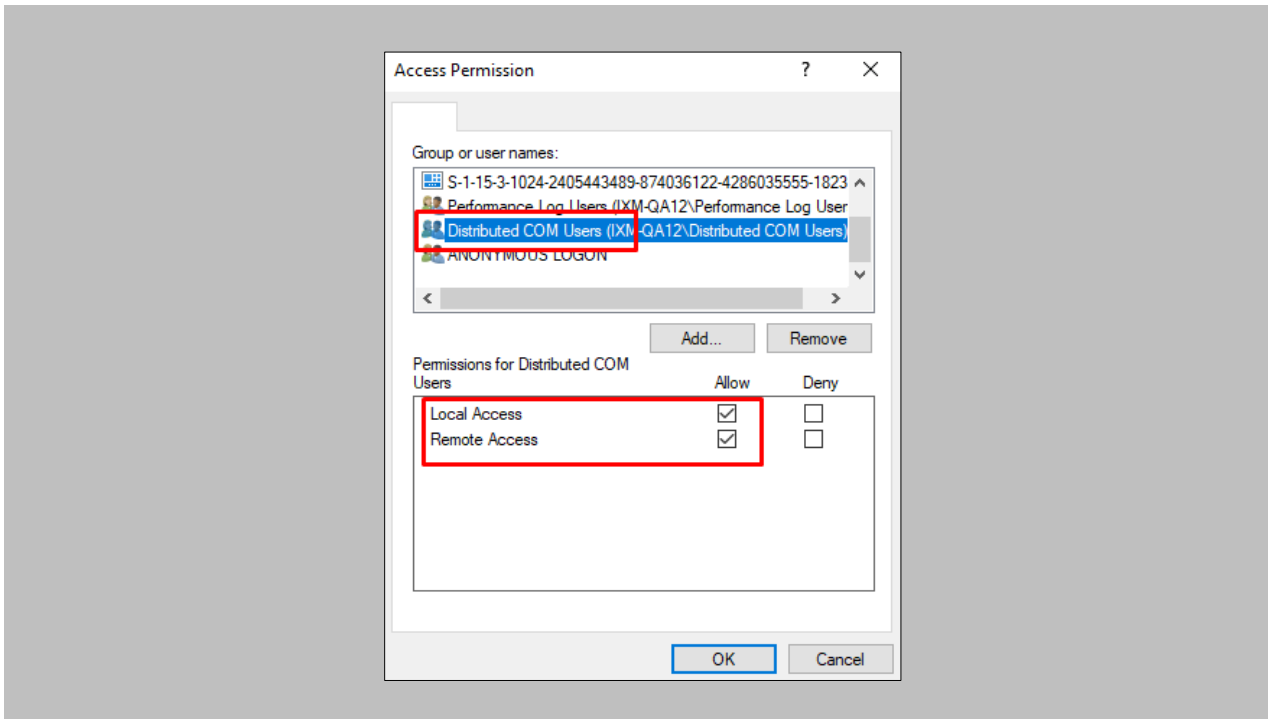 Access Permission ?
Group or user names:
S-1-15-3-1024-2405443489-874036122-4286035555-1823
Performance Log Users (IXM-QA12\Performance Log User
Distributed COM Users (IXM-QA12\Distributed COM Users)
ANONYMOUS LOGON
Add... Remove
Permissions for Distributed COM
Users Allow Deny
Local Access
Remote Access
OK Cancel